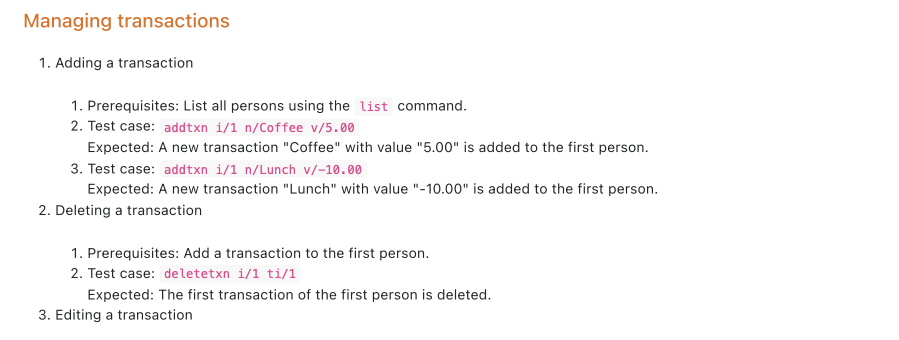 Managing transactions
1. Adding a transaction
1. Prerequisites: List all persons using the list command.
2. Test case: addtxn i/1 n/Coffee v/5.00
Expected: A new transaction "Coffee" with value "5.00" is added to the first person.
3. Test case: addtxn i/1 n/Lunch v/-10.00
Expected: A new transaction "Lunch" with value "-10.00" is added to the first person.
2. Deleting a transaction
1. Prerequisites: Add a transaction to the first person.
2. Test case: deletetxn i/1 ti/1
Expected: The first transaction of the first person is deleted.
3. Editing a transaction